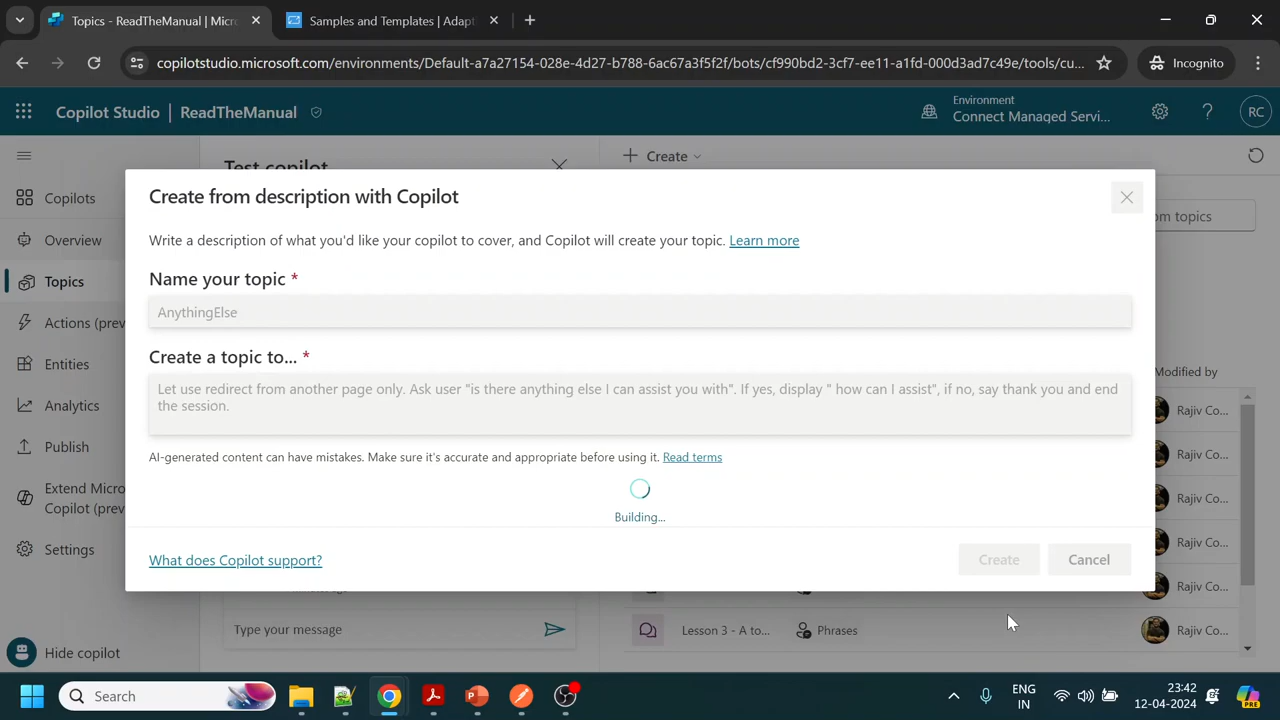 Topics - ReadTheManual | Micro
Samples and Templates | Adapt
copilotstudio.microsoft.com/environments/Default-a7a27154-028e-4d27-b788-6ac67a3f5f2f/bots/cf990bd2-3cf7-ee11-a1fd-000d3ad7c49e/tools/cu...
Incognito
Copilot Studio | ReadTheManual
Environment
Connect Managed Servi...
RC
Test copilot
Create
Copilots
Overview
Topics
Actions (prev
Entities
Analytics
Publish
Extend Micro
Copilot (prev
Settings
Hide copilot
om topics
Modified by
Create from description with Copilot
Write a description of what you'd like your copilot to cover, and Copilot will create your topic. Learn more
Name your topic *
AnythingElse
Create a topic to... *
Let use redirect from another page only. Ask user "is there anything else I can assist you with". If yes, display " how can I assist", if no, say thank you and end
the session.
AI-generated content can have mistakes. Make sure it's accurate and appropriate before using it. Read terms
Building...
What does Copilot support?
Create
Cancel
Rajiv Co...
Rajiv Co...
Rajiv Co...
Rajiv Co...
Rajiv Co...
Type your message
Lesson 3 - A to...
Phrases
Rajiv Co...
Search
ENG
IN
23:42
12-04-2024
PRE